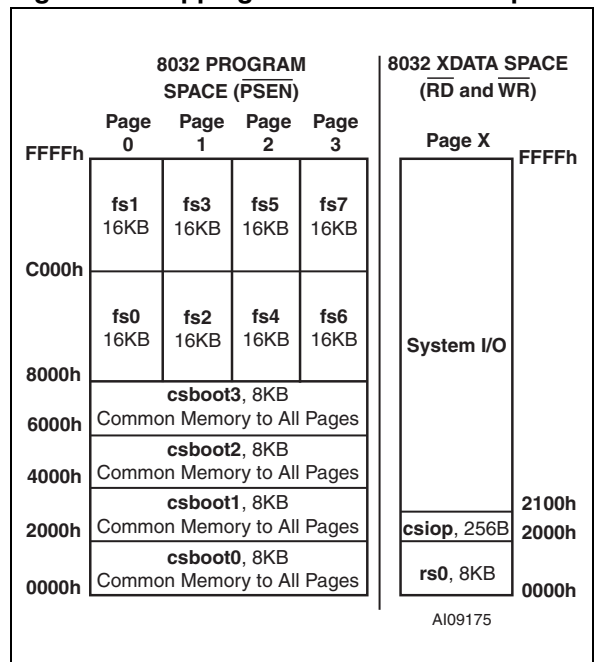 8032 PROGRAM
SPACE (PSEN)
Page 0
Page 1
Page 2
Page 3
FFFFh
fs1
16KB
fs3
16KB
fs5
16KB
fs7
16KB
C000h
fs0
16KB
fs2
16KB
fs4
16KB
fs6
16KB
8000h
csboot3, 8KB
Common Memory to All Pages
6000h
csboot2, 8KB
Common Memory to All Pages
4000h
csboot1, 8KB
Common Memory to All Pages
2000h
csboot0, 8KB
Common Memory to All Pages
0000h
8032 XDATA SPACE
(RD and WR)
Page X
FFFFh
System I/O
2100h
csiop, 256B
2000h
rs0, 8KB
0000h
AI09175